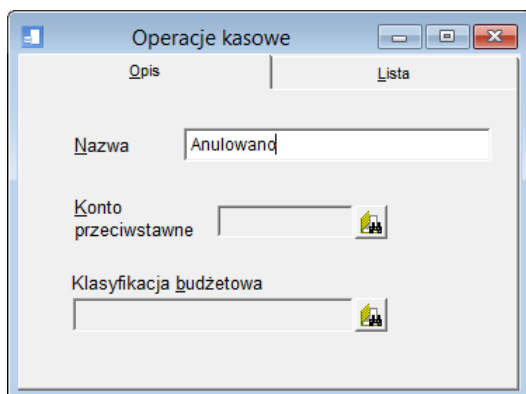 Operacje kasowe
Opis
Lista
Nazwa
Anulowano
Konto
przeciwstawne
Klasyfikacja budżetowa